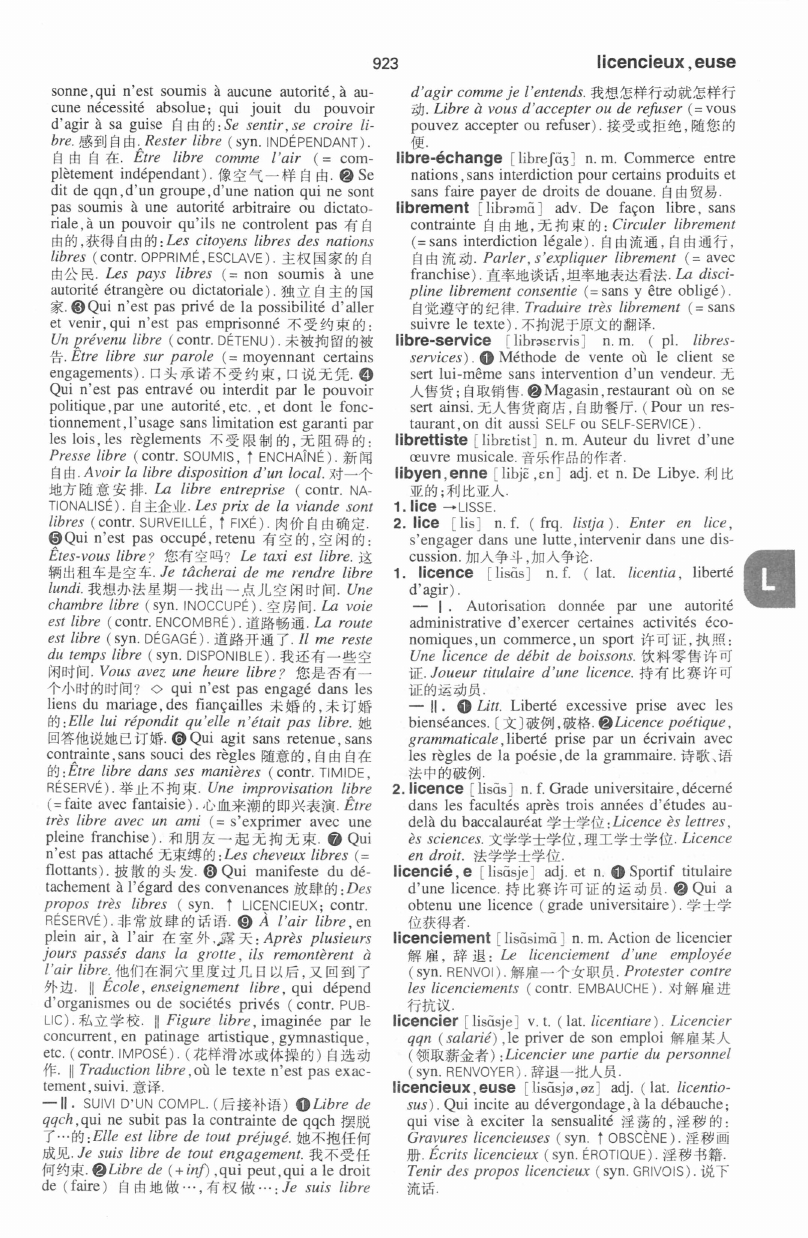 923
licencieux, euse
sonne, qui n'est soumis à aucune autorité, à au-
cune nécessité absolue; qui jouit du pouvoir
d'agir à sa guise 自由的: Se sentir, se croire li-
bre. 感到自由. Rester libre (syn. INDÉPENDANT).
自由自在. Être libre comme l'air (= com-
plètement indépendant). 像空气一样自由. ❷ Se
dit de qqn, d'un groupe, d'une nation qui ne sont
pas soumis à une autorité arbitraire ou dictato-
riale, à un pouvoir qu'ils ne controlent pas 有自
由的, 获得自由的: Les citoyens libres des nations
libres (contr. OPPRIMÉ, ESCLAVE). 主权国家的自
由公民. Les pays libres (= non soumis à une
autorité étrangère ou dictatoriale). 独立自主的国
家. ❸ Qui n'est pas privé de la possibilité d'aller
et venir, qui n'est pas emprisonné 不受约束的:
Un prévenu libre (contr. DÉTENU). 未被拘留的被
告. Être libre sur parole (= moyennant certains
engagements). 口头承诺不受约束, 口说无凭. ❹
Qui n'est pas entravé ou interdit par le pouvoir
politique, par une autorité, etc. , et dont le fonc-
tionnement, l'usage sans limitation est garanti par
les lois, les règlements 不受限制的, 无阻碍的:
Presse libre (contr. SOUMIS, ↑ ENCHAÎNÉ). 新闻
自由. Avoir la libre disposition d'un local. 对一个
地方随意安排. La libre entreprise (contr. NA-
TIONALISÉ). 自主企业. Les prix de la viande sont
libres (contr. SURVEILLÉ, ↑ FIXÉ). 肉价自由确定.
❺ Qui n'est pas occupé, retenu 有空的, 空闲的:
Êtes-vous libre? 您有空吗? Le taxi est libre. 这
辆出租车是空车. Je tâcherai de me rendre libre
lundi. 我想办法星期一找出一点儿空闲时间. Une
chambre libre (syn. INOCCUPÉ). 空房间. La voie
est libre (contr. ENCOMBRÉ). 道路畅通. La route
est libre (syn. DÉGAGÉ). 道路开通了. Il me reste
du temps libre (syn. DISPONIBLE). 我还有一些空
闲时间. Vous avez une heure libre? 您是否有一
个小时的时间? ◇ qui n'est pas engagé dans les
liens du mariage, des fiançailles 未婚的, 未订婚
的: Elle lui répondit qu'elle n'était pas libre. 她
回答他说她已订婚. ❻ Qui agit sans retenue, sans
contrainte, sans souci des règles 随意的, 自由自在
的: Être libre dans ses manières (contr. TIMIDE,
RÉSERVÉ). 举止不拘束. Une improvisation libre
(= faite avec fantaisie). 心血来潮的即兴表演. Être
très libre avec un ami (= s'exprimer avec une
pleine franchise). 和朋友一起无拘无束. ❼ Qui
n'est pas attaché 无束缚的: Les cheveux libres (=
flottants). 披散的头发. ❽ Qui manifeste du dé-
tachement à l'égard des convenances 放肆的: Des
propos très libres ( syn. ↑ LICENCIEUX; contr.
RÉSERVÉ). 非常放肆的话语. ❾ À l'air libre, en
plein air, à l'air 在室外, 露天: Après plusieurs
jours passés dans la grotte, ils remontèrent à
l'air libre. 他们在洞穴里度过几日以后, 又回到了
外边. ‖ École, enseignement libre, qui dépend
d'organismes ou de sociétés privés (contr. PUB-
LIC). 私立学校. ‖ Figure libre, imaginée par le
concurrent, en patinage artistique, gymnastique,
etc. (contr. IMPOSÉ). (花样滑冰或体操的) 自选动
作. ‖ Traduction libre, où le texte n'est pas exac-
tement, suivi. 意译.
— Ⅱ. SUIVI D'UN COMPL. (后接补语) ❶ Libre de
qqch, qui ne subit pas la contrainte de qqch 摆脱
了…的: Elle est libre de tout préjugé. 她不抱任何
成见. Je suis libre de tout engagement. 我不受任
何约束. ❷ Libre de (+ inf), qui peut, qui a le droit
de (faire) 自由地做…, 有权做…: Je suis libre
d'agir comme je l'entends. 我想怎样行动就怎样行
动. Libre à vous d'accepter ou de refuser (= vous
pouvez accepter ou refuser). 接受或拒绝, 随您的
便.
libre-échange [libreʃɑ̃ʒ] n. m. Commerce entre
nations, sans interdiction pour certains produits et
sans faire payer de droits de douane. 自由贸易.
librement [librəmɑ̃] adv. De façon libre, sans
contrainte 自由地, 无拘束的: Circuler librement
(= sans interdiction légale). 自由流通, 自由通行,
自由流动. Parler, s'expliquer librement (= avec
franchise). 直率地谈话, 坦率地表达看法. La disci-
pline librement consentie (= sans y être obligé).
自觉遵守的纪律. Traduire très librement (= sans
suivre le texte). 不拘泥于原文的翻译.
libre-service [librəsɛrvis] n. m. ( pl. libres-
services). ❶ Méthode de vente où le client se
sert lui-même sans intervention d'un vendeur. 无
人售货; 自取销售. ❷ Magasin, restaurant où on se
sert ainsi. 无人售货商店, 自助餐厅. (Pour un res-
taurant, on dit aussi SELF ou SELF-SERVICE).
librettiste [libretist] n. m. Auteur du livret d'une
œuvre musicale. 音乐作品的作者.
libyen, enne [libjɛ̃, ɛn] adj. et n. De Libye. 利比
亚的; 利比亚人.
1. lice → LISSE.
2. lice [lis] n. f. ( frq. listja). Enter en lice,
s'engager dans une lutte, intervenir dans une dis-
cussion. 加入争斗, 加入争论.
1. licence [lisɑ̃s] n. f. ( lat. licentia, liberté
d'agir).
— Ⅰ. Autorisation donnée par une autorité
administrative d'exercer certaines activités éco-
nomiques, un commerce, un sport 许可证, 执照:
Une licence de débit de boissons. 饮料零售许可
证. Joueur titulaire d'une licence. 持有比赛许可
证的运动员.
— Ⅱ. ❶ Litt. Liberté excessive prise avec les
bienséances. [文] 破例, 破格. ❷ Licence poétique,
grammaticale, liberté prise par un écrivain avec
les règles de la poésie, de la grammaire. 诗歌、语
法中的破例.
2. licence [lisɑ̃s] n. f. Grade universitaire, décerné
dans les facultés après trois années d'études au-
delà du baccalauréat 学士学位: Licence ès lettres,
ès sciences. 文学学士学位, 理工学士学位. Licence
en droit. 法学学士学位.
licencié, e [lisɑ̃sje] adj. et n. ❶ Sportif titulaire
d'une licence. 持比赛许可证的运动员. ❷ Qui a
obtenu une licence (grade universitaire). 学士学
位获得者.
licenciement [lisɑ̃simɑ̃] n. m. Action de licencier
解雇, 辞退: Le licenciement d'une employée
(syn. RENVOI). 解雇一个女职员. Protester contre
les licenciements (contr. EMBAUCHE). 对解雇进
行抗议.
licencier [lisɑ̃sje] v. t. (lat. licentiare). Licencier
qqn (salarié), le priver de son emploi 解雇某人
(领取薪金者): Licencier une partie du personnel
(syn. RENVOYER). 辞退一批人员.
licencieux, euse [lisɑ̃sjø, øz] adj. (lat. licentio-
sus). Qui incite au dévergondage, à la débauche;
qui vise à exciter la sensualité 淫荡的, 淫秽的:
Gravures licencieuses (syn. ↑ OBSCÈNE). 淫秽画
册. Écrits licencieux (syn. ÉROTIQUE). 淫秽书籍.
Tenir des propos licencieux (syn. GRIVOIS). 说下
流话.
L